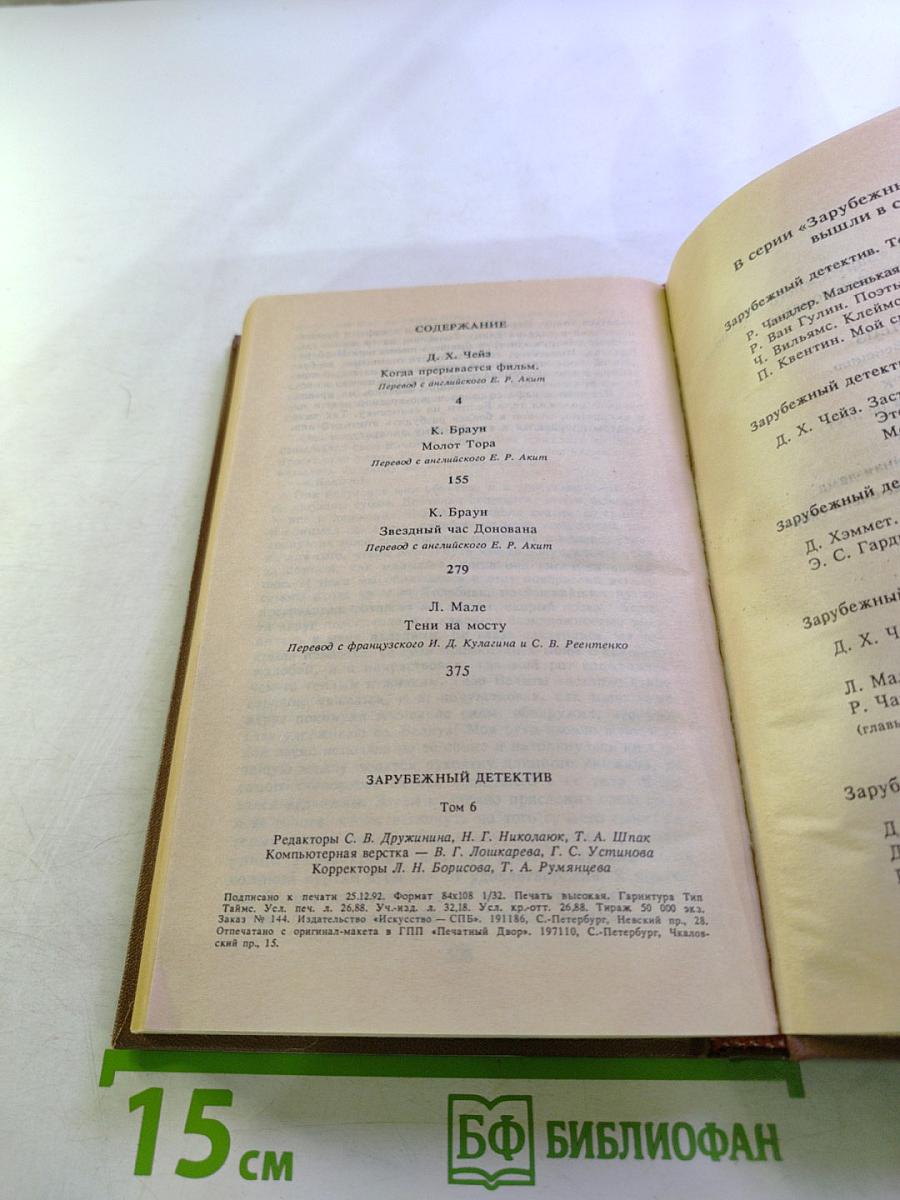 СОДЕРЖАНИЕ
Д. Х. Чейз
Когда прерывается фильм.
Перевод с английского Е. Р. Акит
4
К. Браун
Молот Тора
Перевод с английского Е. Р. Акит
155
К. Браун
Звездный час Донована
Перевод с английского Е. Р. Акит
279
Л. Мале
Тени на мосту
Перевод с французского И. Д. Кулагина и С. В. Реентенко
375
ЗАРУБЕЖНЫЙ ДЕТЕКТИВ
Том 6
Редакторы С. В. Дружинина, Н. Г. Николаюк, Т. А. Шпак
Компьютерная верстка — В. Г. Лошкарева, Г. С. Устинова
Корректоры Л. Н. Борисова, Т. А. Румянцева
Подписано к печати 25.12.92. Формат 84х108 1/32. Печать высокая. Гарнитура Тип
Таймс. Усл. печ. л. 26,88. Уч.-изд. л. 32,18. Усл. кр.-отт. 26,88. Тираж 50 000 экз.
Заказ № 144. Издательство «Искусство — СПБ». 191186, С.-Петербург, Невский пр., 28.
Отпечатано с оригинал-макета в ГПП «Печатный Двор». 197110, С.-Петербург, Чкалов-
ский пр., 15.
В серии «Зарубежн
вышли в с
Зарубежный детектив. Т
Р. Чандлер. Маленькая
Р. Ван Гулик. Поэты
Ч. Вильямс. Клеймо
П. Квентин. Мой с
Зарубежный детекти
Д. Х. Чейз. Заст
Это
М
Зарубежный де
Д. Хэммет.
Э. С. Гард
Зарубежный
Д. Х. Ч
Л. Мал
Р. Ча
(главы
Заруб
Д
15 см
БФ БИБЛИОФАН